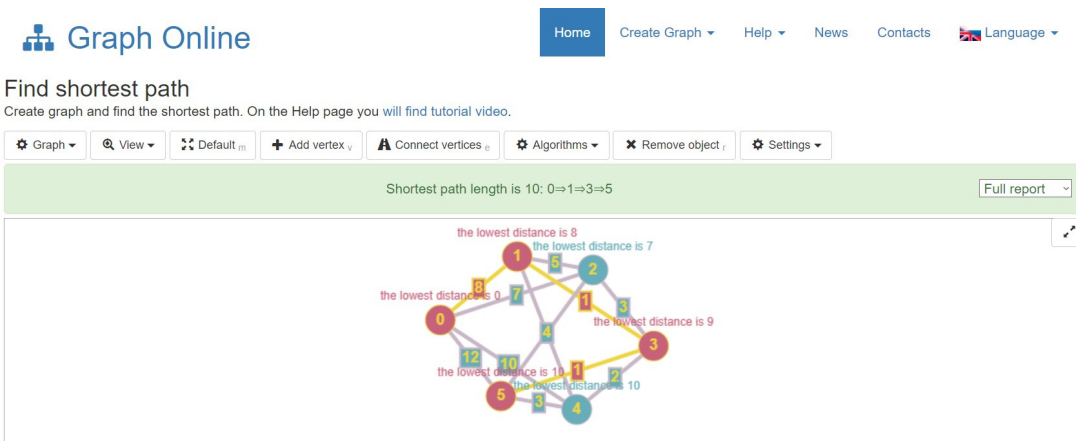 Graph Online
Home Create Graph Help News Contacts Language
Find shortest path
Create graph and find the shortest path. On the Help page you will find tutorial video.
Graph View Default m Add vertex v Connect vertices e Algorithms Remove object r Settings
Shortest path length is 10: 0⇒1⇒3⇒5 Full report
the lowest distance is 8
1
the lowest distance is 7
5
2
8
the lowest distance is 0
7
1
3
0
the lowest distance is 9
4
3
12
10
the lowest distance is 10
1
2
the lowest distance is 10
5
3
4